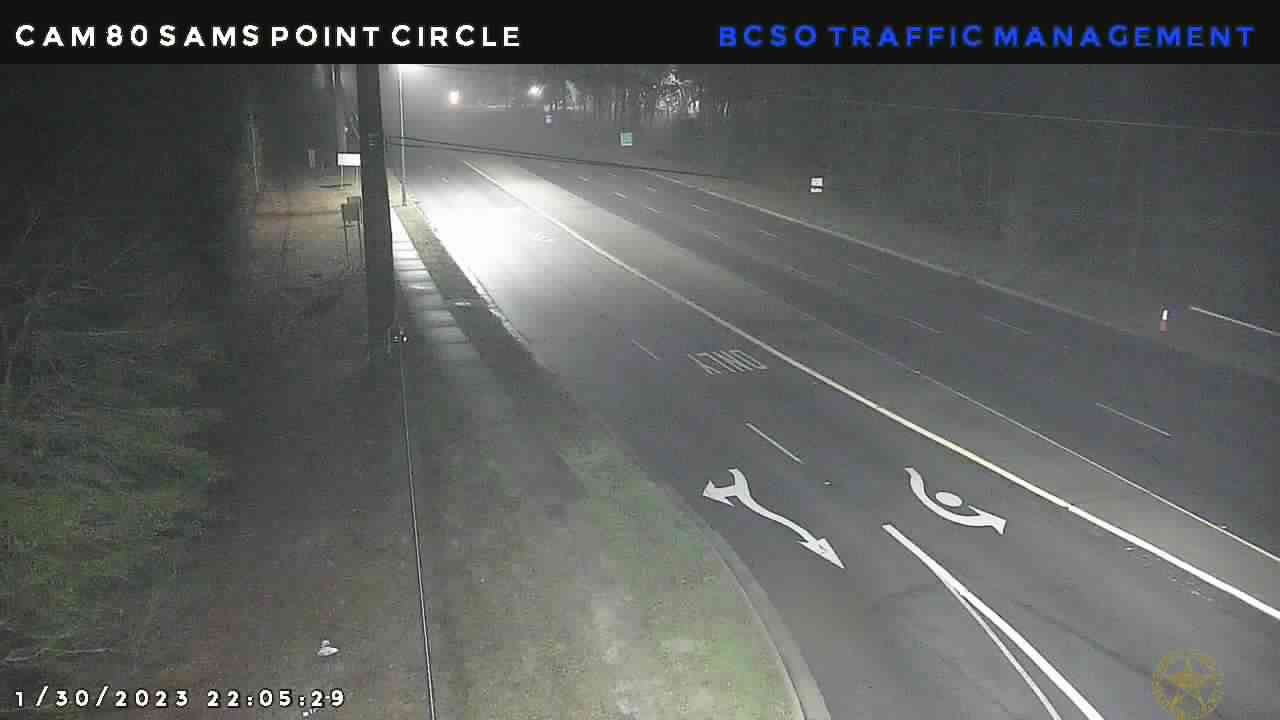 CAM 80 SAMS POINT CIRCLE
BCSO TRAFFIC MANAGEMENT
ONLY
1/30/2023 22:05:29